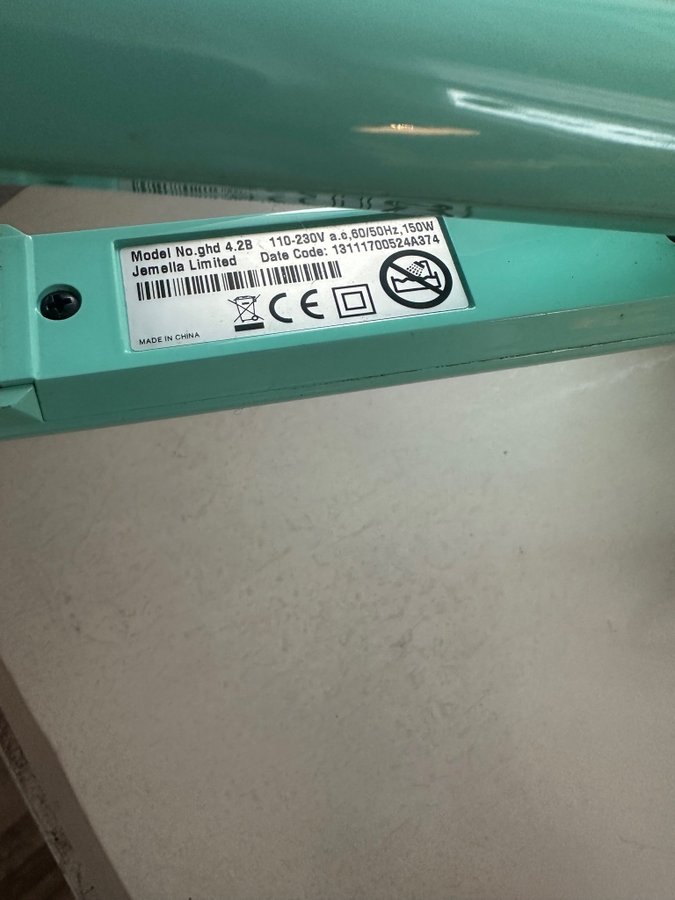 Model No.ghd 4.2B 110-230V a.c,60/50Hz,150W
Jemella Limited Date Code: 13111700524A374
CE
MADE IN CHINA